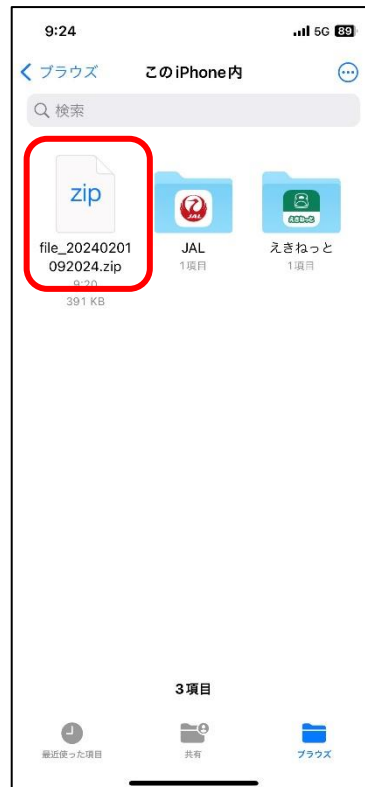 9:24
5G 89
ブラウズ
このiPhone内
検索
zip
file_20240201
092024.zip
9:20
391 KB
JAL
1項目
えきねっと
1項目
3項目
最近使った項目
共有
ブラウズ